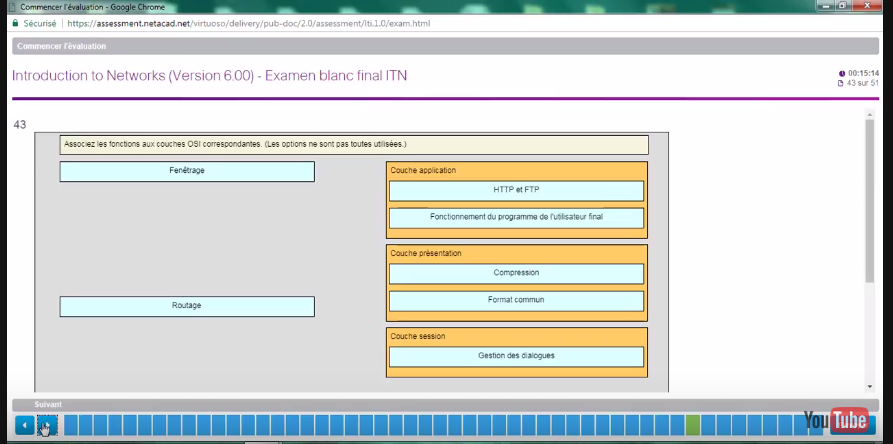 Commencer l'évaluation - Google Chrome
Sécurisé | https://assessment.netacad.net/virtuoso/delivery/pub-doc/2.0/assessment/lti.1.0/exam.html
Commencer l'évaluation
Introduction to Networks (Version 6.00) - Examen blanc final ITN
00:15:14
43 sur 51
43
Associez les fonctions aux couches OSI correspondantes. (Les options ne sont pas toutes utilisées.)
Fenêtrage
Routage
Couche application
HTTP et FTP
Fonctionnement du programme de l'utilisateur final
Couche présentation
Compression
Format commun
Couche session
Gestion des dialogues
Suivant
YouTube